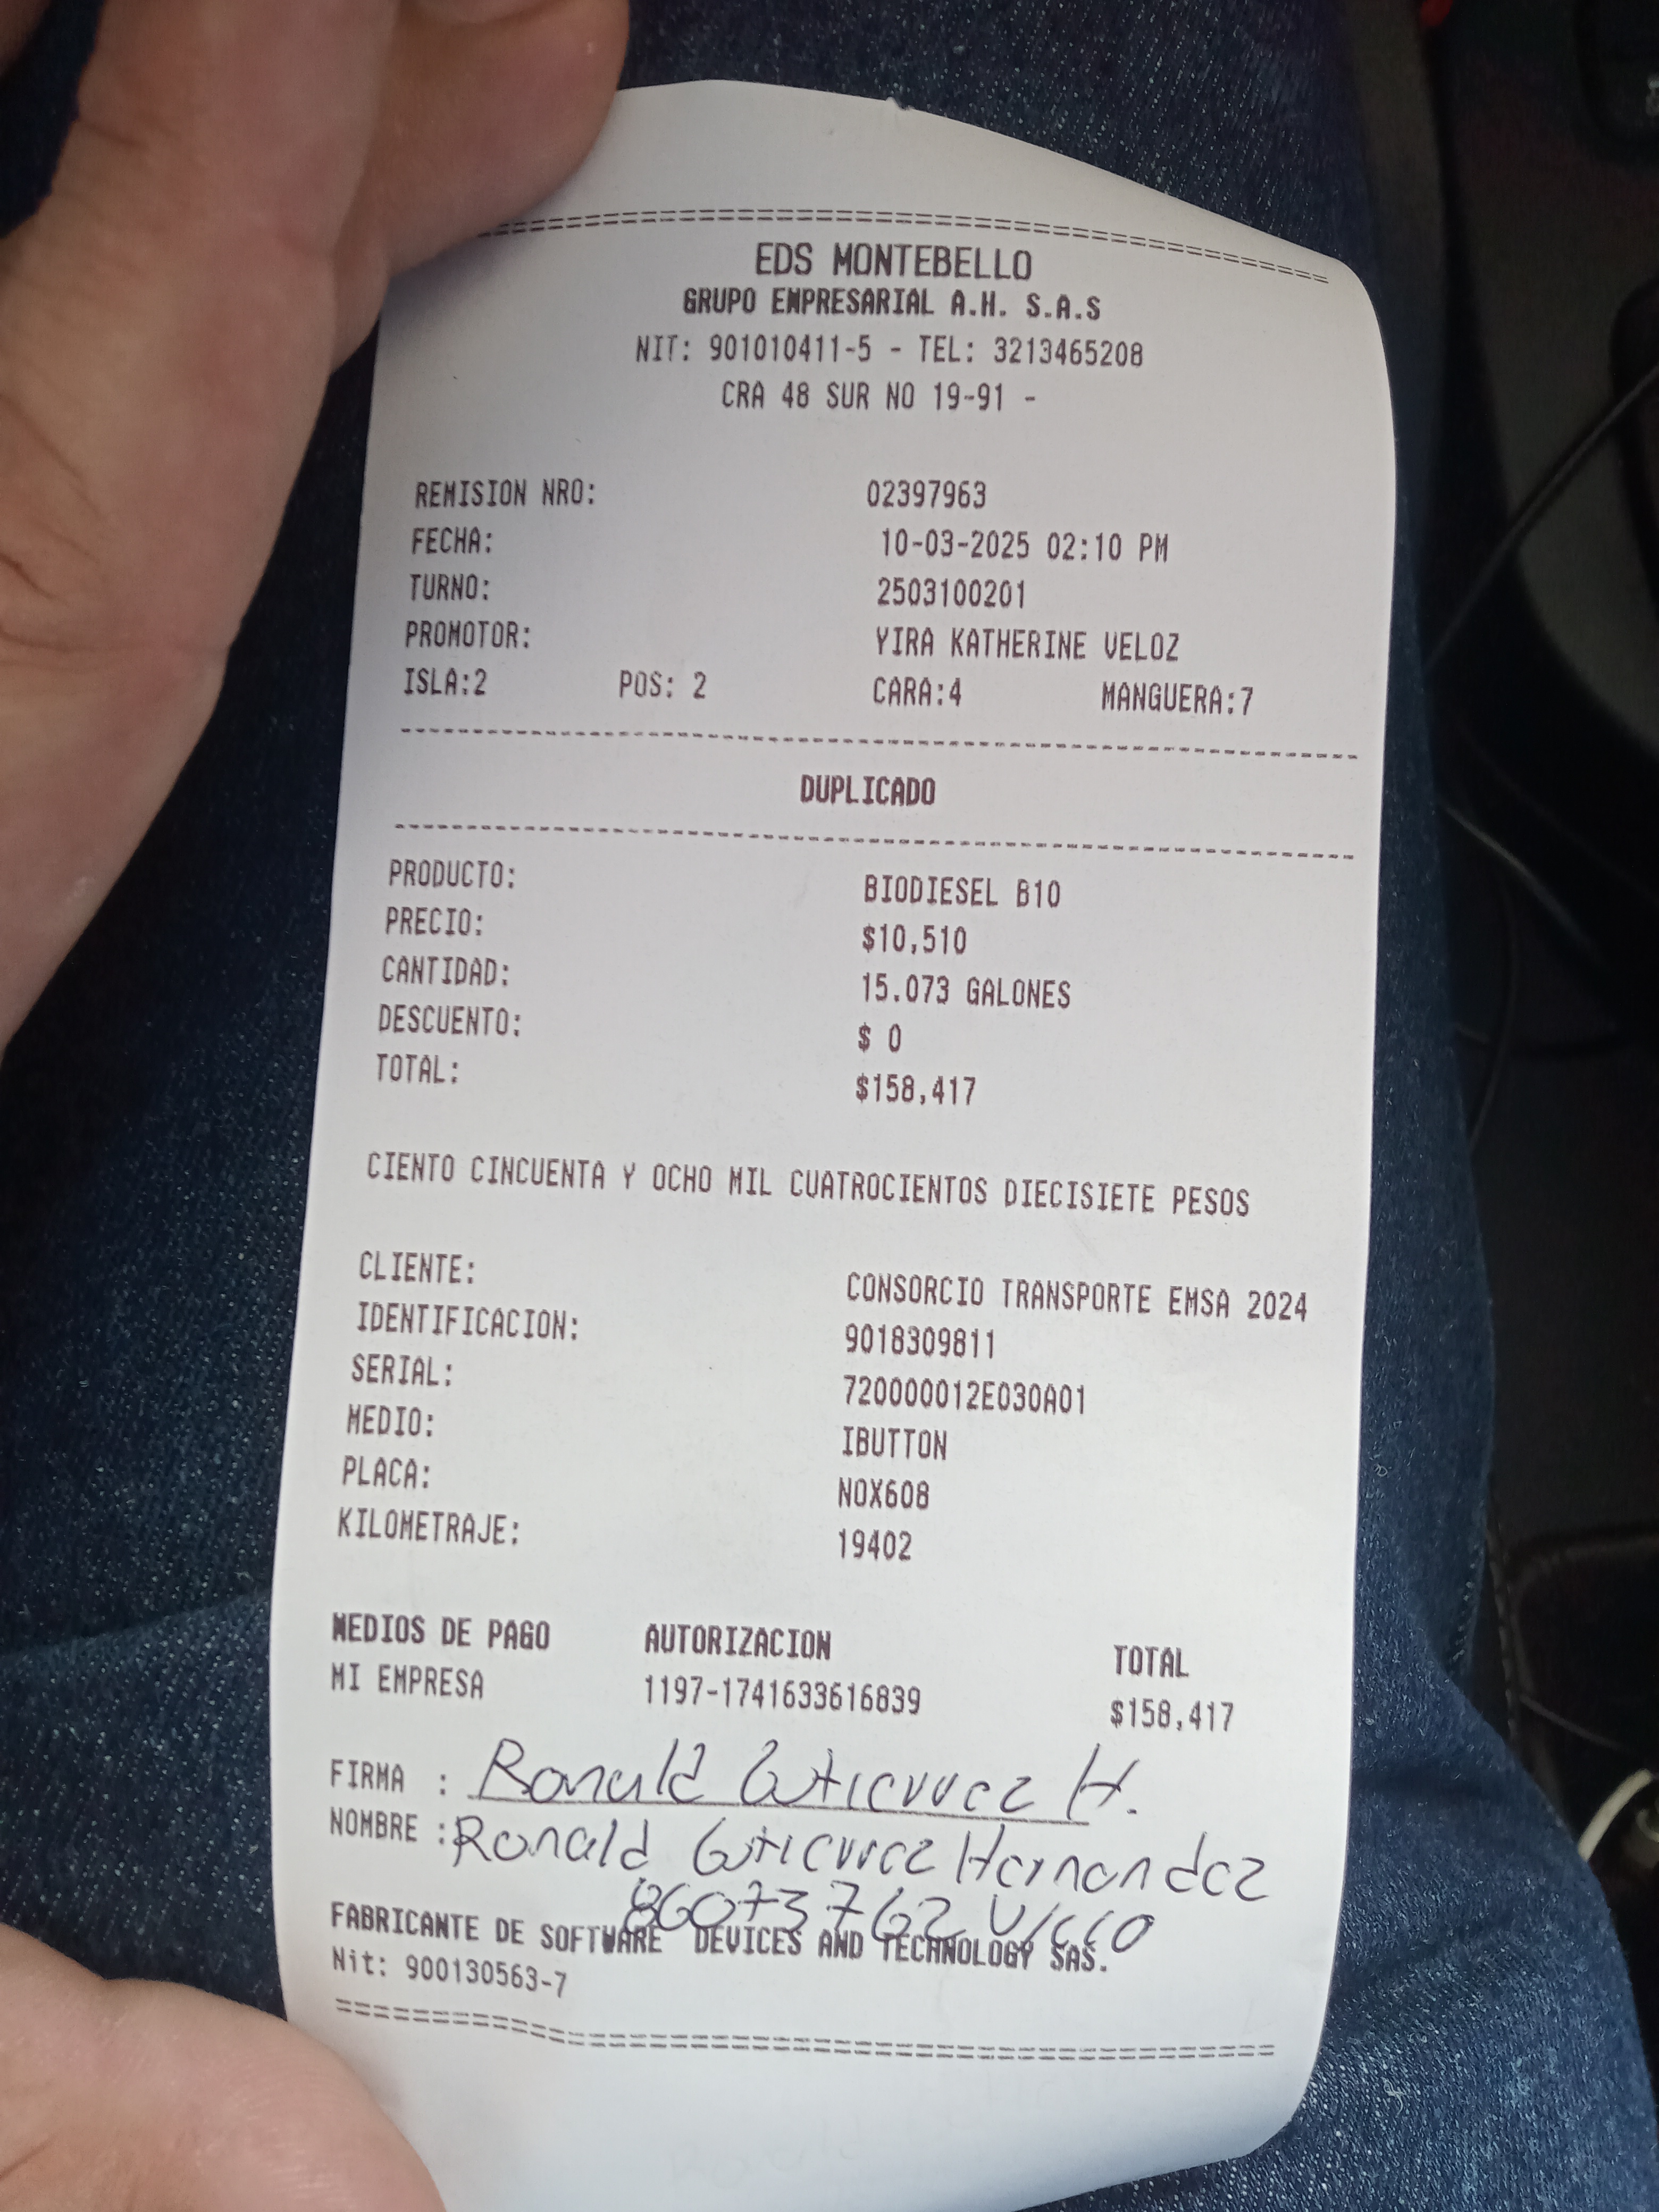 EDS MONTEBELLO
GRUPO EMPRESARIAL A.H. S.A.S
NIT: 901010411-5 - TEL: 3213465208
CRA 48 SUR NO 19-91 -
REMISION NRO: 02397963
FECHA: 10-03-2025 02:10 PM
TURNO: 2503100201
PROMOTOR: YIRA KATHERINE VELOZ
ISLA:2 POS: 2 CARA:4 MANGUERA:7
DUPLICADO
PRODUCTO: BIODIESEL B10
PRECIO: $10,510
CANTIDAD: 15.073 GALONES
DESCUENTO: $ 0
TOTAL: $158,417
CIENTO CINCUENTA Y OCHO MIL CUATROCIENTOS DIECISIETE PESOS
CLIENTE: CONSORCIO TRANSPORTE EMSA 2024
IDENTIFICACION: 9018309811
SERIAL: 720000012E030A01
MEDIO: IBUTTON
PLACA: NOX608
KILOMETRAJE: 19402
MEDIOS DE PAGO AUTORIZACION TOTAL
MI EMPRESA 1197-1741633616839 $158,417
FIRMA : Ronald Gutierrez H.
NOMBRE : Ronald Gutierrez Hernandez
86073762 V/cio
FABRICANTE DE SOFTWARE DEVICES AND TECHNOLOGY SAS.
Nit: 900130563-7